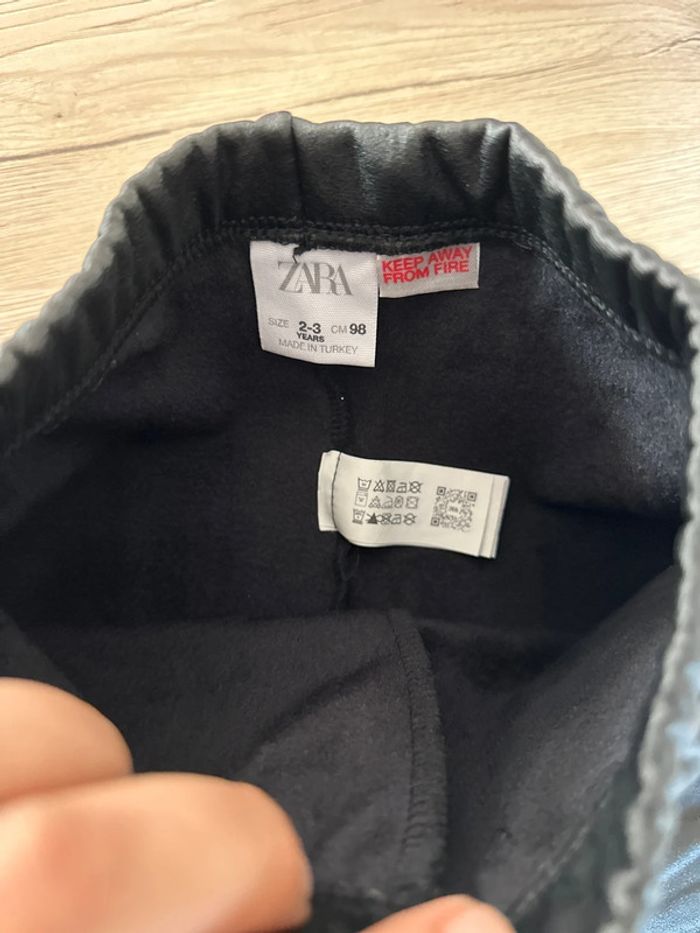 ZARA
KEEP AWAY
FROM FIRE
SIZE 2-3 CM 98
YEARS
MADE IN TURKEY